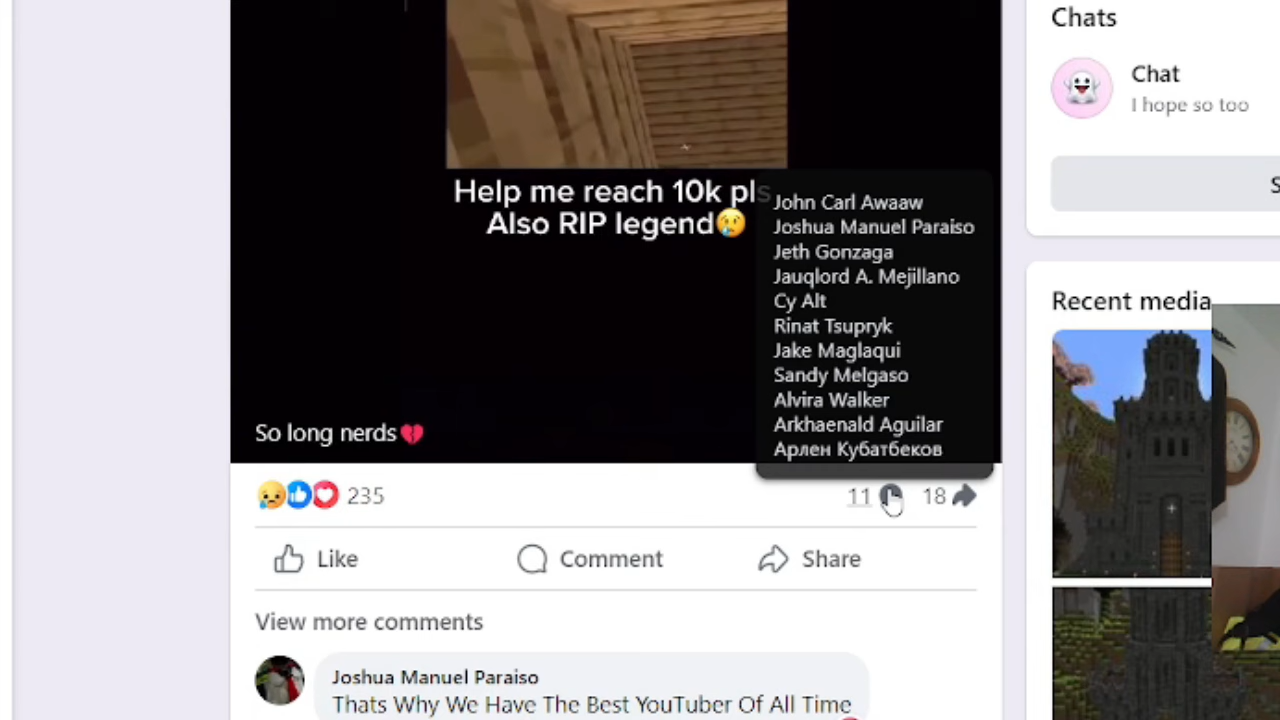 Help me reach 10k pls
Also RIP legend😢
So long nerds💔
John Carl Awaaw
Joshua Manuel Paraiso
Jeth Gonzaga
Jauqlord A. Mejillano
Cy Alt
Rinat Tsupryk
Jake Maglaqui
Sandy Melgaso
Alvira Walker
Arkhaenald Aguilar
Арлен Кубатбеков
235
11
18
Like
Comment
Share
View more comments
Joshua Manuel Paraiso
Thats Why We Have The Best YouTuber Of All Time
Chats
Chat
I hope so too
S
Recent media